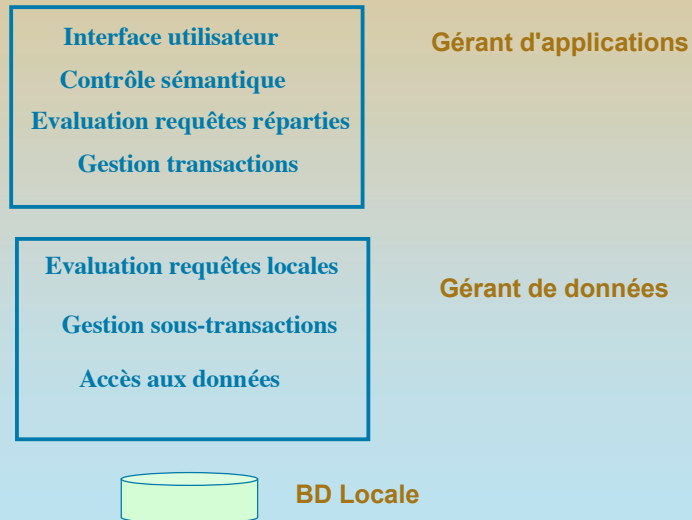 Interface utilisateur
Gérant d'applications
Contrôle sémantique
Evaluation requêtes réparties
Gestion transactions
Evaluation requêtes locales
Gérant de données
Gestion sous-transactions
Accès aux données
BD Locale